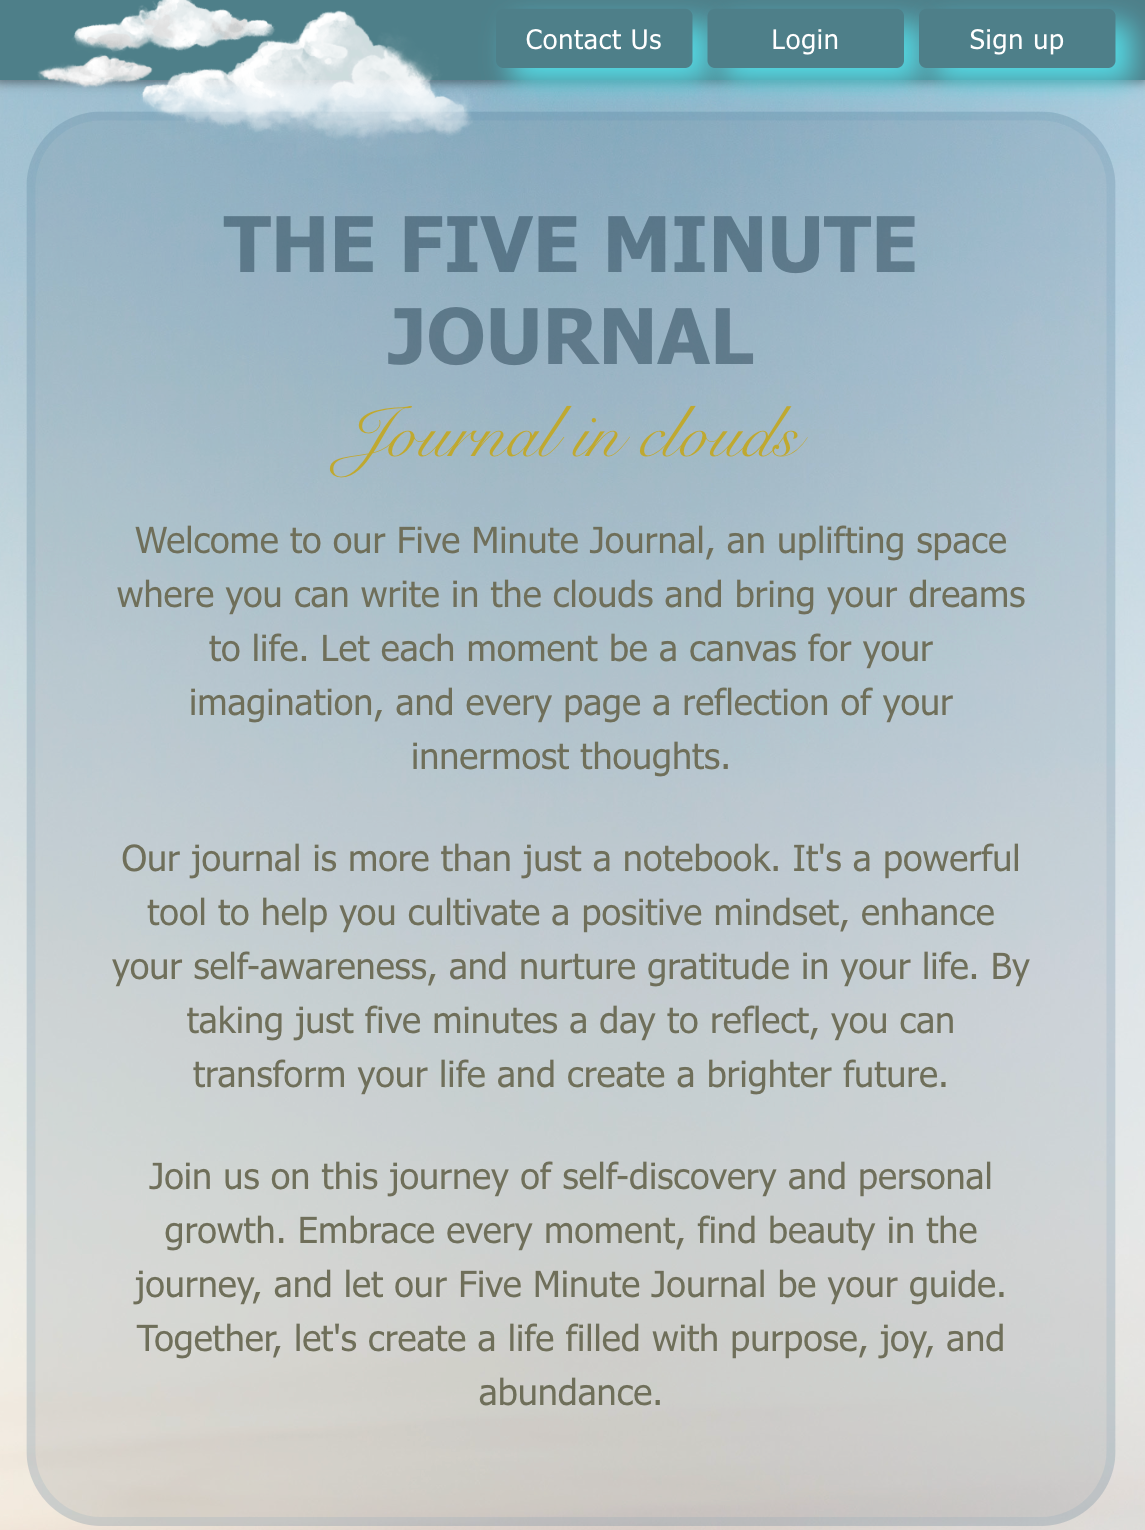 Contact Us
Login
Sign up
THE FIVE MINUTE
JOURNAL
Journal in clouds
Welcome to our Five Minute Journal, an uplifting space
where you can write in the clouds and bring your dreams
to life. Let each moment be a canvas for your
imagination, and every page a reflection of your
innermost thoughts.
Our journal is more than just a notebook. It's a powerful
tool to help you cultivate a positive mindset, enhance
your self-awareness, and nurture gratitude in your life. By
taking just five minutes a day to reflect, you can
transform your life and create a brighter future.
Join us on this journey of self-discovery and personal
growth. Embrace every moment, find beauty in the
journey, and let our Five Minute Journal be your guide.
Together, let's create a life filled with purpose, joy, and
abundance.